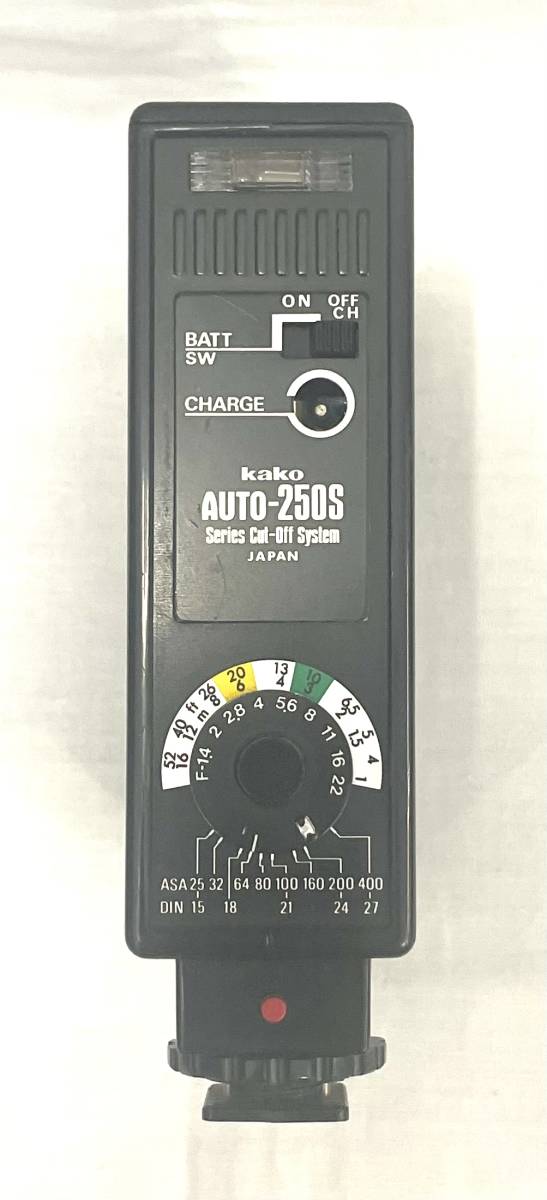 ON OFF
CH
BATT
SW
CHARGE
kako
AUTO-250S
Series Cut-Off System
JAPAN
52 40 ft 26 20 13 10 6.5 5 4
16 12 m 8 6 4 3 2 1.5 1
F-1.4 2 2.8 4 5.6 8 11 16 22
ASA 25 32 64 80 100 160 200 400
DIN 15 18 21 24 27